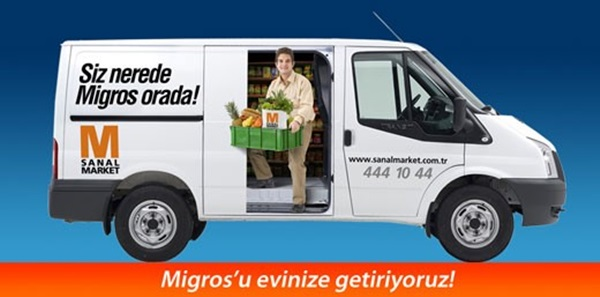 Siz nerede
Migros orada!
M
SANAL
MARKET
www.sanalmarket.com.tr
444 10 44
Migros'u evinize getiriyoruz!